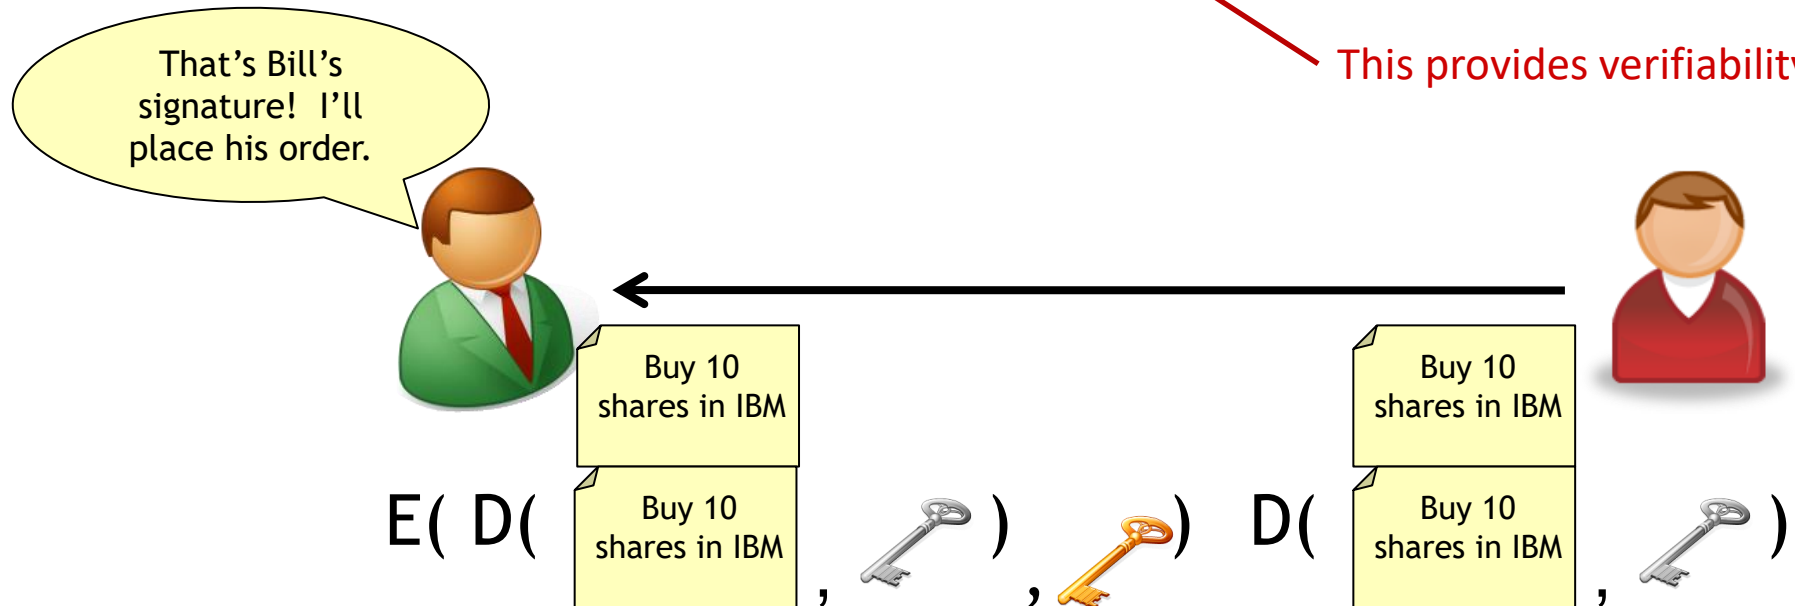 That’s Bill’s
signature! I’ll
place his order.
This provides verifiability
Buy 10
shares in IBM
Buy 10
shares in IBM
E( D( Buy 10 shares in IBM , ) , ) D( Buy 10 shares in IBM , )